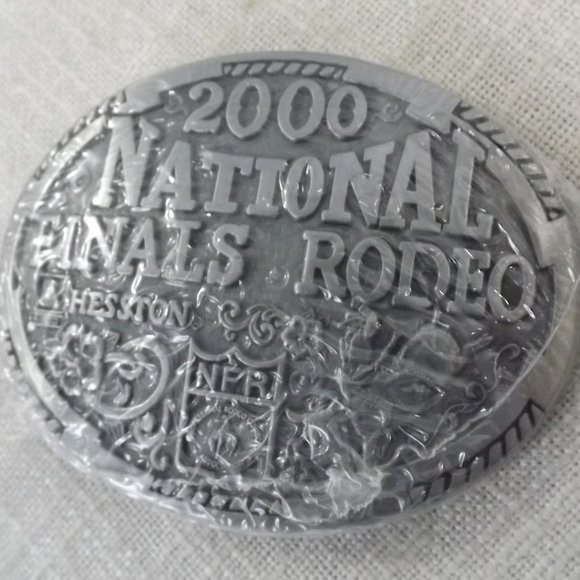 2000
NATIONAL
FINALS RODEO
HESSTON
NFR